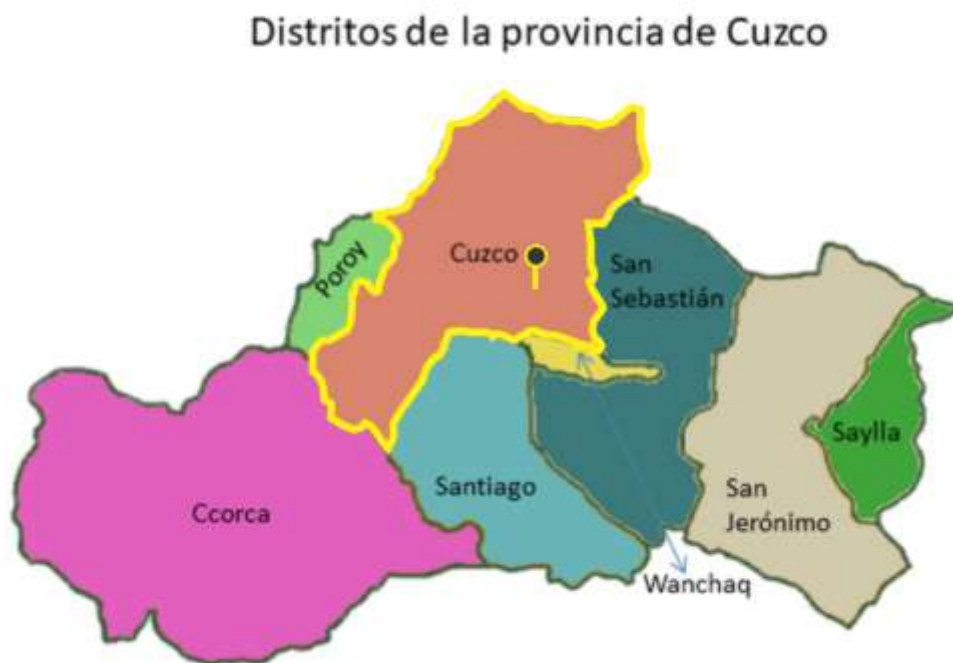 Distritos de la provincia de Cuzco
Poroy
Cuzco
San
Sebastián
Saylla
Santiago
San
Jerónimo
Ccorca
Wanchaq